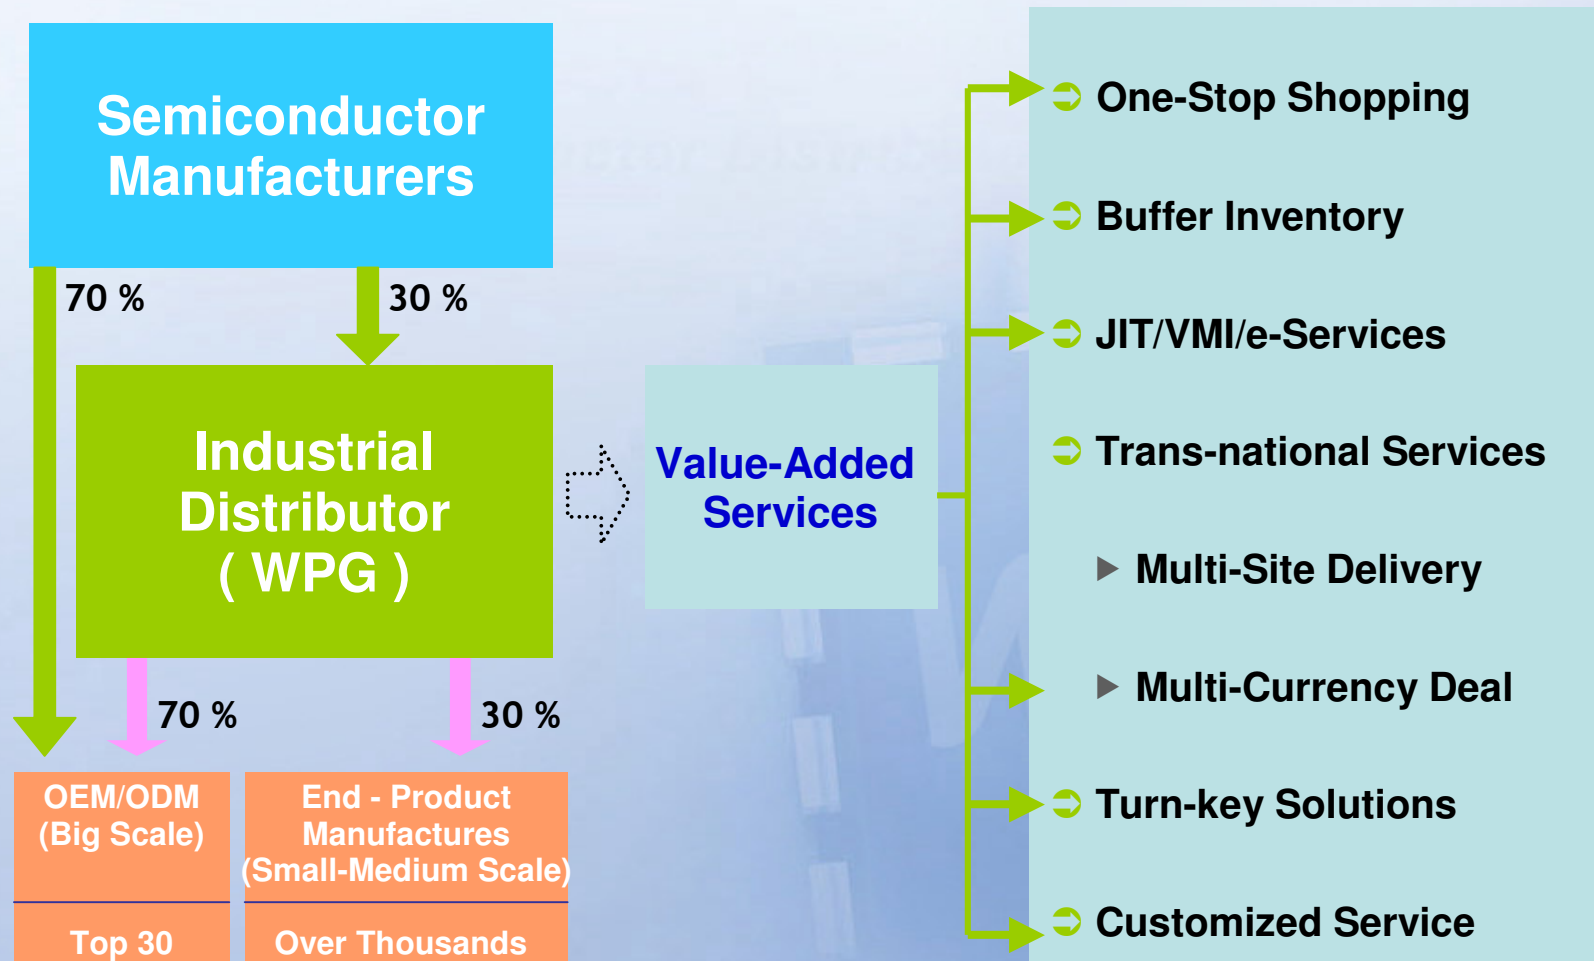 Semiconductor
Manufacturers
70 %
30 %
Industrial
Distributor
( WPG )
70 %
30 %
OEM/ODM
(Big Scale)
Top 30
End - Product
Manufactures
(Small-Medium Scale)
Over Thousands
Value-Added
Services
One-Stop Shopping
Buffer Inventory
JIT/VMI/e-Services
Trans-national Services
Multi-Site Delivery
Multi-Currency Deal
Turn-key Solutions
Customized Service